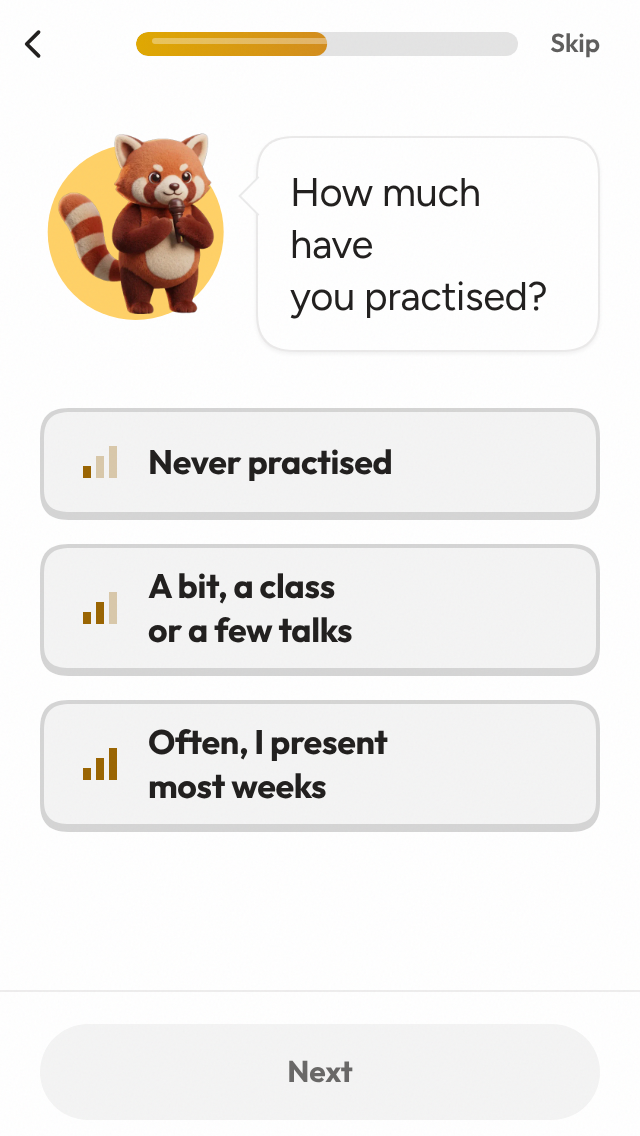 Skip
How much
have
you practised?
Never practised
A bit, a class
or a few talks
Often, I present
most weeks
Next